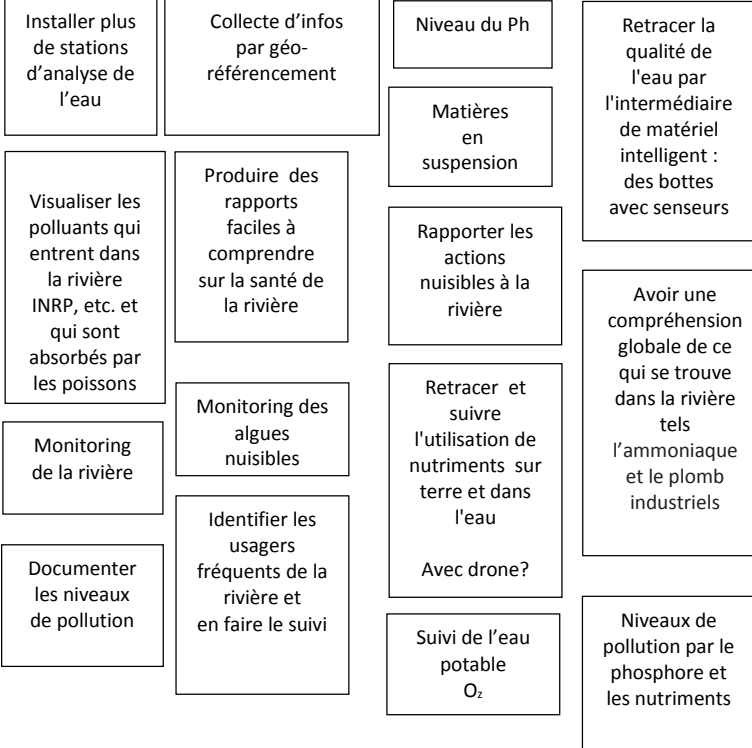 Installer plus
de stations
d’analyse de
l’eau
Visualiser les
polluants qui
entrent dans
la rivière
INRP, etc. et
qui sont
absorbés par
les poissons
Monitoring
de la rivière
Documenter
les niveaux
de pollution
Collecte d’infos
par géo-
référencement
Produire des
rapports
faciles à
comprendre
sur la santé de
la rivière
Monitoring des
algues
nuisibles
Identifier les
usagers
fréquents de la
rivière et
en faire le suivi
Niveau du Ph
Matières
en
suspension
Rapporter les
actions
nuisibles à la
rivière
Retracer et
suivre
l'utilisation de
nutriments sur
terre et dans
l'eau
Avec drone?
Suivi de l’eau
potable
Oz
Retracer la
qualité de
l'eau par
l'intermédiaire
de matériel
intelligent :
des bottes
avec senseurs
Avoir une
compréhension
globale de ce
qui se trouve
dans la rivière
tels
l’ammoniaque
et le plomb
industriels
Niveaux de
pollution par le
phosphore et
les nutriments